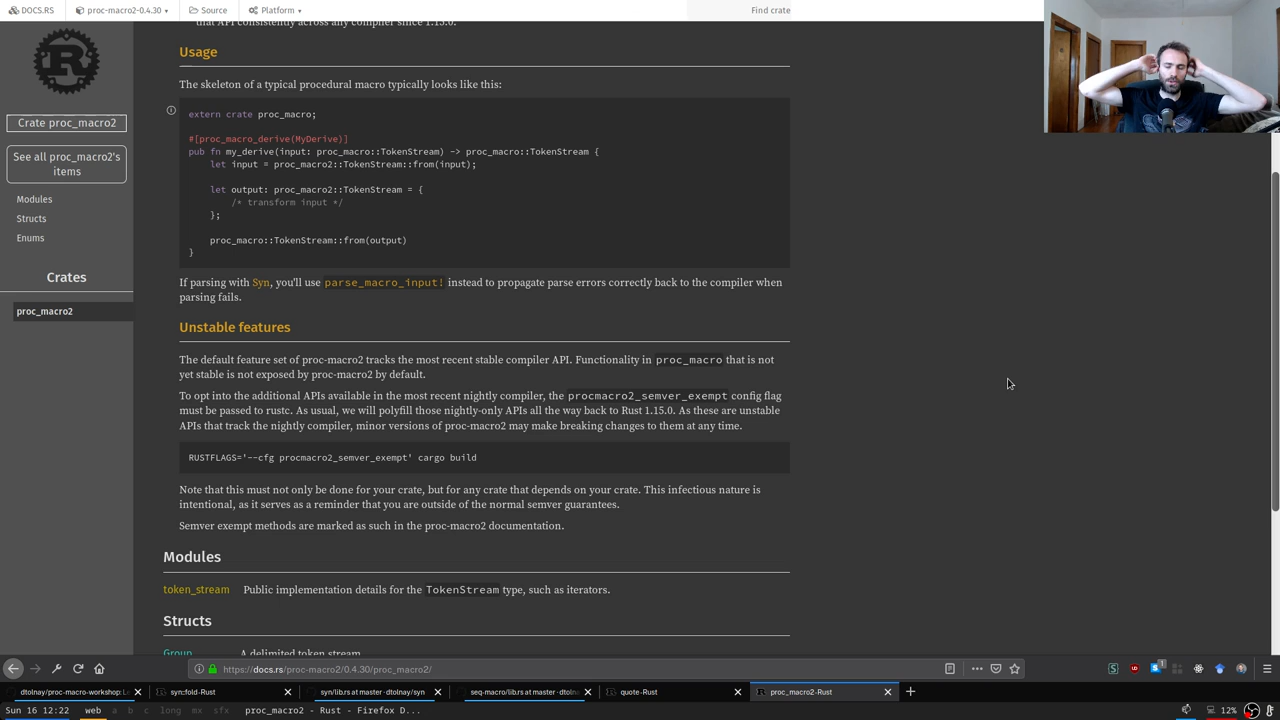 DOCS.RS
proc-macro2-0.4.30
Source
Platform
Find crate
that API consistently across any compiler since 1.15.0.
Crate proc_macro2
See all proc_macro2's
items
Modules
Structs
Enums
Crates
proc_macro2
Usage
The skeleton of a typical procedural macro typically looks like this:
extern crate proc_macro;
#[proc_macro_derive(MyDerive)]
pub fn my_derive(input: proc_macro::TokenStream) -> proc_macro::TokenStream {
let input = proc_macro2::TokenStream::from(input);
let output: proc_macro2::TokenStream = {
/* transform input */
};
proc_macro::TokenStream::from(output)
}
If parsing with Syn, you'll use parse_macro_input! instead to propagate parse errors correctly back to the compiler when
parsing fails.
Unstable features
The default feature set of proc-macro2 tracks the most recent stable compiler API. Functionality in proc_macro that is not
yet stable is not exposed by proc-macro2 by default.
To opt into the additional APIs available in the most recent nightly compiler, the procmacro2_semver_exempt config flag
must be passed to rustc. As usual, we will polyfill those nightly-only APIs all the way back to Rust 1.15.0. As these are unstable
APIs that track the nightly compiler, minor versions of proc-macro2 may make breaking changes to them at any time.
RUSTFLAGS='--cfg procmacro2_semver_exempt' cargo build
Note that this must not only be done for your crate, but for any crate that depends on your crate. This infectious nature is
intentional, as it serves as a reminder that you are outside of the normal semver guarantees.
Semver exempt methods are marked as such in the proc-macro2 documentation.
Modules
token_stream Public implementation details for the TokenStream type, such as iterators.
Structs
Group A delimited token stream.
https://docs.rs/proc-macro2/0.4.30/proc_macro2/
dtolnay/proc-macro-workshop: Le
syn::fold - Rust
syn/lib.rs at master · dtolnay/syn
seq-macro/lib.rs at master · dtolna
quote - Rust
proc_macro2 - Rust
Sun 16 12:22 web a b c long mx sfx proc_macro2 - Rust - Firefox D... 12%